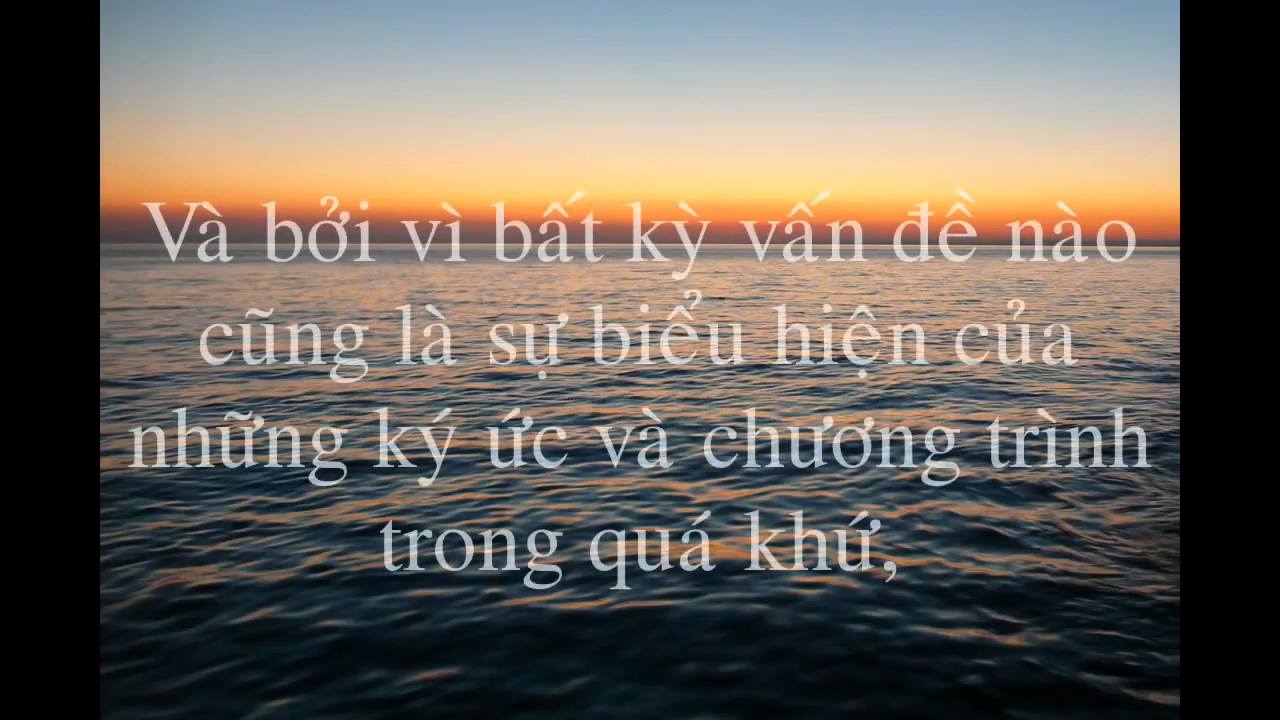 Và bởi vì bất kỳ vấn đề nào
cũng là sự biểu hiện của
những ký ức và chương trình
trong quá khứ,